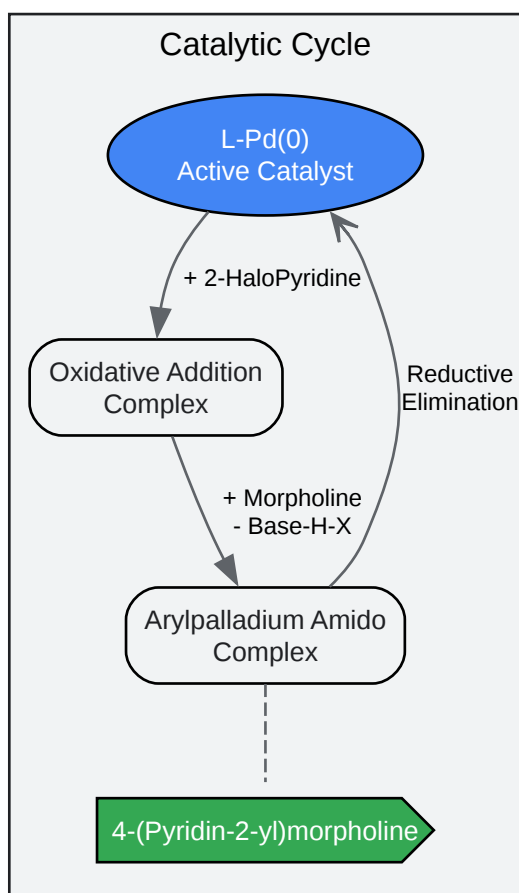 Catalytic Cycle
L-Pd(0)
Active Catalyst
+ 2-HaloPyridine
Oxidative Addition
Complex
Reductive
Elimination
+ Morpholine
- Base-H-X
Arylpalladium Amido
Complex
4-(Pyridin-2-yl)morpholine